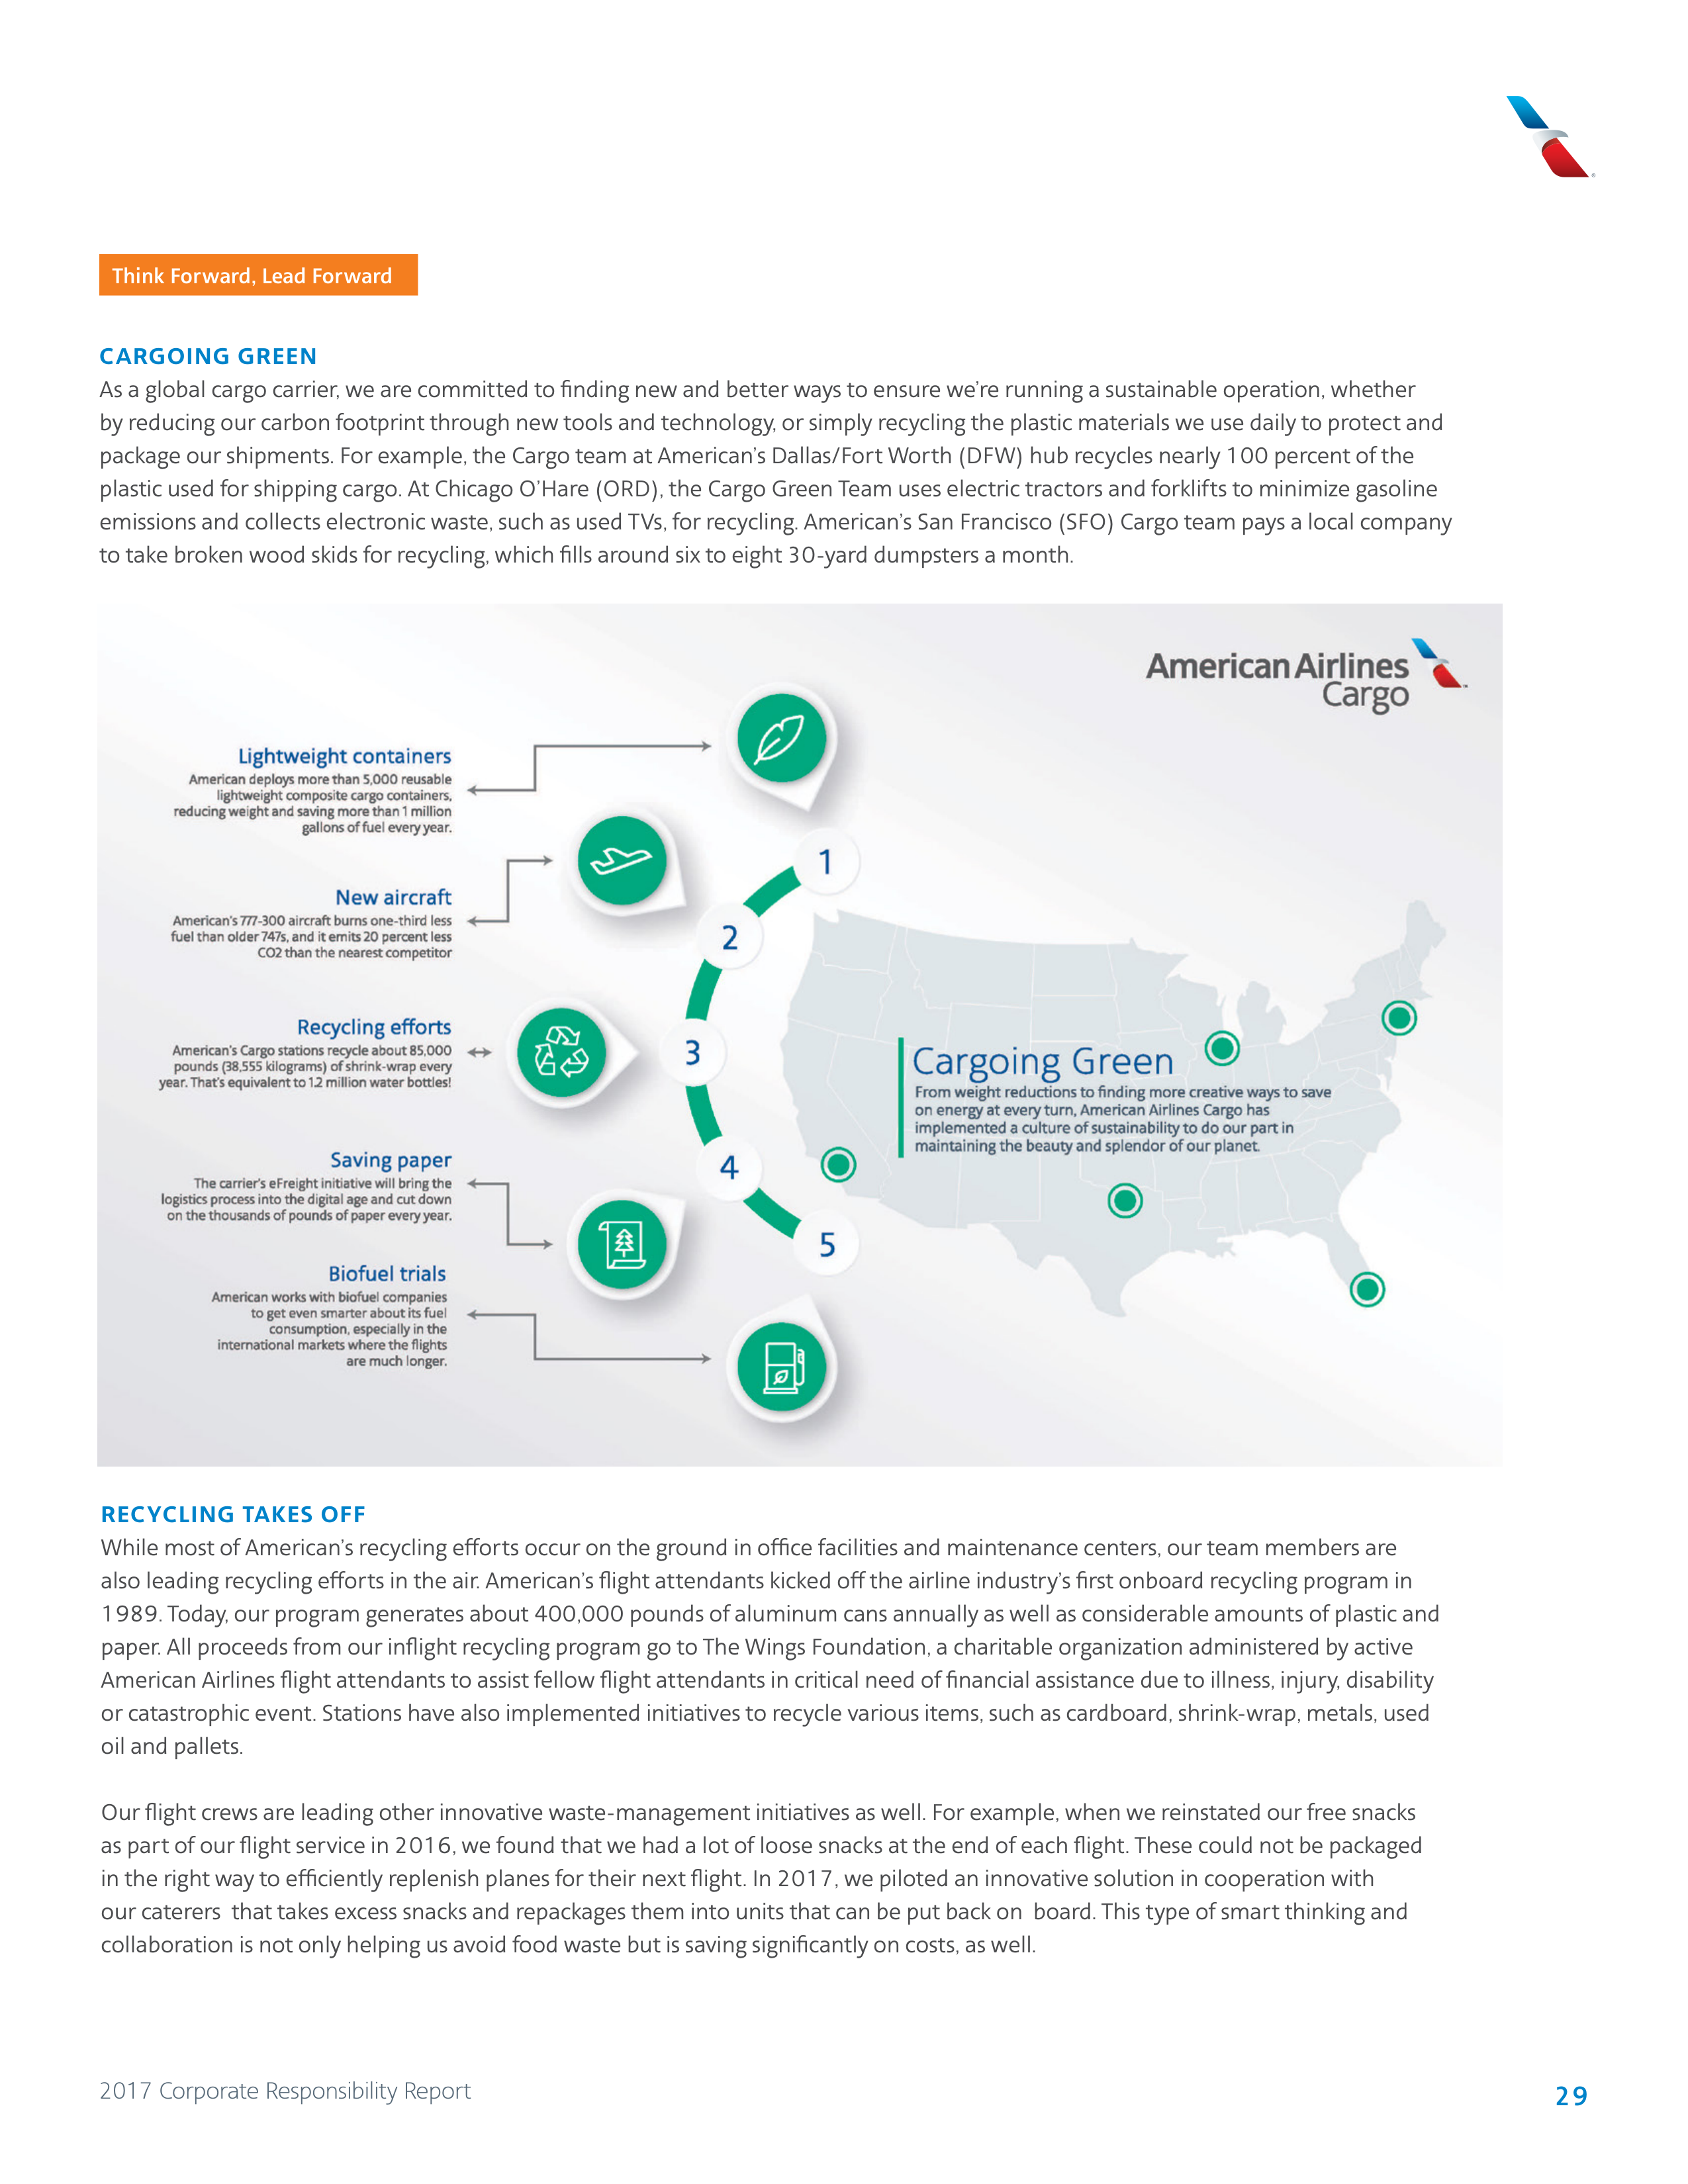 Think Forward, Lead Forward
CARGOING GREEN
As a global cargo carrier, we are committed to finding new and better ways to ensure we're running a sustainable operation, whether
by reducing our carbon footprint through new tools and technology, or simply recycling the plastic materials we use daily to protect and
package our shipments. For example, the Cargo team at American's Dallas/Fort Worth (DFW) hub recycles nearly 100 percent of the
plastic used for shipping cargo. At Chicago O'Hare (ORD), the Cargo Green Team uses electric tractors and forklifts to minimize gasoline
emissions and collects electronic waste, such as used TVs, for recycling. American's San Francisco (SFO) Cargo team pays a local company
to take broken wood skids for recycling, which fills around six to eight 30-yard dumpsters a month.
American Airlines
Cargo
Lightweight containers
American deploys more than 5,000 reusable
lightweight composite cargo containers,
reducing weight and saving more than 1 million
gallons of fuel every year.
New aircraft
American's 777-300 aircraft burns one-third less
fuel than older 747s, and it emits 20 percent less
CO2 than the nearest competitor
Recycling efforts
American's Cargo stations recycle about 85,000
pounds (38,555 kilograms) of shrink-wrap every
year. That's equivalent to 1.2 million water bottles!
Saving paper
The carrier's eFreight initiative will bring the
logistics process into the digital age and cut down
on the thousands of pounds of paper every year.
Biofuel trials
American works with biofuel companies
to get even smarter about its fuel
consumption, especially in the
international markets where the flights
are much longer.
1
2
3
4
5
Cargoing Green
From weight reductions to finding more creative ways to save
on energy at every turn, American Airlines Cargo has
implemented a culture of sustainability to do our part in
maintaining the beauty and splendor of our planet.
RECYCLING TAKES OFF
While most of American's recycling efforts occur on the ground in office facilities and maintenance centers, our team members are
also leading recycling efforts in the air. American's flight attendants kicked off the airline industry's first onboard recycling program in
1989. Today, our program generates about 400,000 pounds of aluminum cans annually as well as considerable amounts of plastic and
paper. All proceeds from our inflight recycling program go to The Wings Foundation, a charitable organization administered by active
American Airlines flight attendants to assist fellow flight attendants in critical need of financial assistance due to illness, injury, disability
or catastrophic event. Stations have also implemented initiatives to recycle various items, such as cardboard, shrink-wrap, metals, used
oil and pallets.
Our flight crews are leading other innovative waste-management initiatives as well. For example, when we reinstated our free snacks
as part of our flight service in 2016, we found that we had a lot of loose snacks at the end of each flight. These could not be packaged
in the right way to efficiently replenish planes for their next flight. In 2017, we piloted an innovative solution in cooperation with
our caterers that takes excess snacks and repackages them into units that can be put back on board. This type of smart thinking and
collaboration is not only helping us avoid food waste but is saving significantly on costs, as well.
2017 Corporate Responsibility Report
29